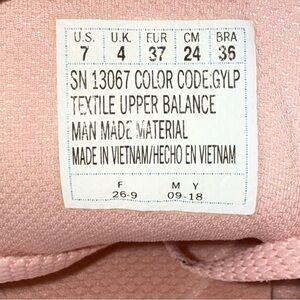 U.S. U.K. EUR CM BRA
7 4 37 24 36
SN 13067 COLOR CODE:GYLP
TEXTILE UPPER BALANCE
MAN MADE MATERIAL
MADE IN VIETNAM/HECHO EN VIETNAM
F M Y
26-9 09-18